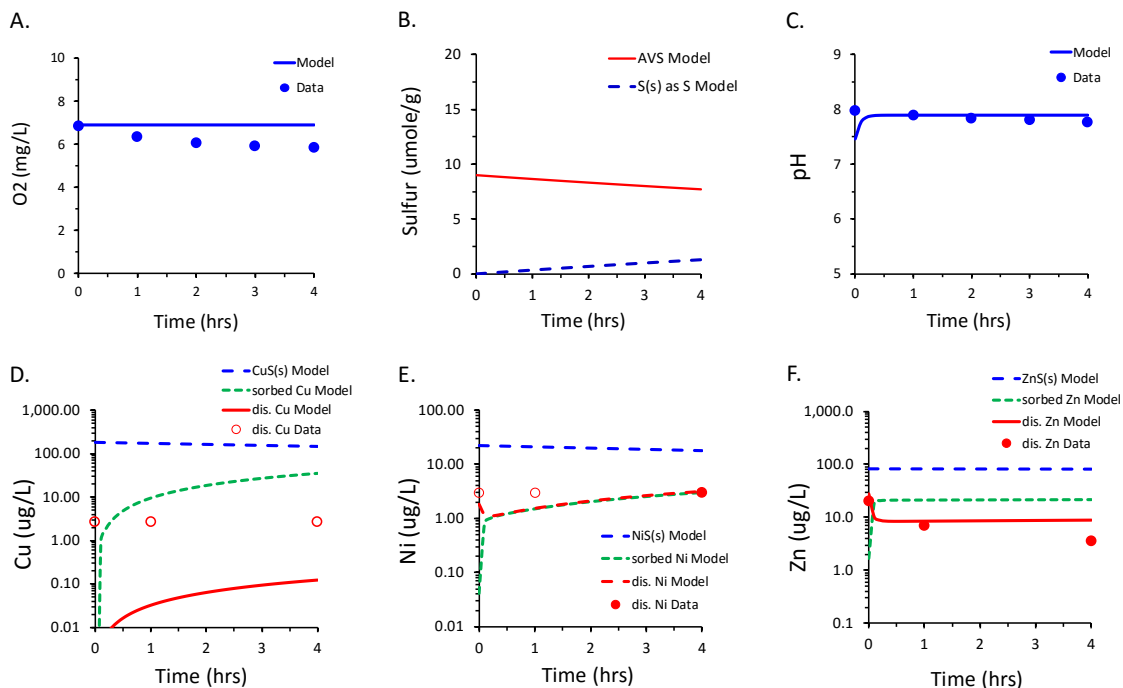 A.
B.
C.
10
8
6
4
2
0
O2 (mg/L)
Model
Data
0 1 2 3 4
Time (hrs)
20
15
10
5
0
Sulfur (umole/g)
AVS Model
S(s) as S Model
0 1 2 3 4
Time (hrs)
9
8
7
6
5
pH
Model
Data
0 1 2 3 4
Time (hrs)
D.
E.
F.
CuS(s) Model
sorbed Cu Model
dis. Cu Model
dis. Cu Data
1,000.00
100.00
10.00
1.00
0.10
0.01
Cu (ug/L)
0 1 2 3 4
Time (hrs)
100.00
10.00
1.00
0.10
0.01
Ni (ug/L)
NiS(s) Model
sorbed Ni Model
dis. Ni Model
dis. Ni Data
0 1 2 3 4
Time (hrs)
ZnS(s) Model
sorbed Zn Model
dis. Zn Model
dis. Zn Data
1,000.0
100.0
10.0
1.0
0.1
Zn (ug/L)
0 1 2 3 4
Time (hrs)